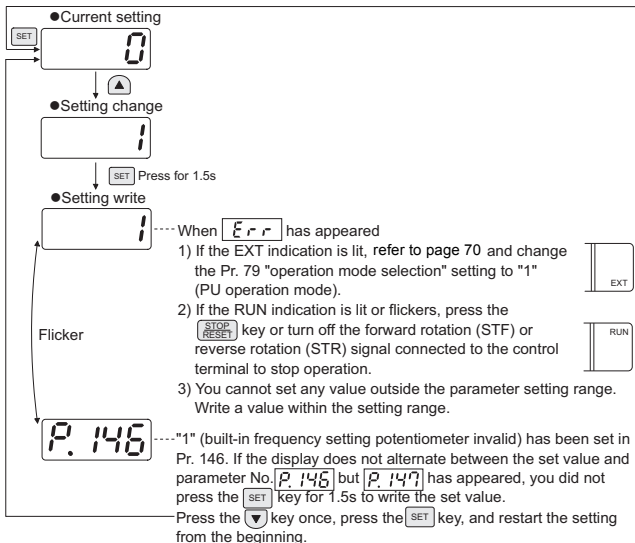 ●Current setting
SET
0
▲
●Setting change
1
SET Press for 1.5s
●Setting write
1
When Err has appeared
1) If the EXT indication is lit, refer to page 70 and change
the Pr. 79 "operation mode selection" setting to "1"
(PU operation mode).
EXT
2) If the RUN indication is lit or flickers, press the
STOP RESET key or turn off the forward rotation (STF) or
reverse rotation (STR) signal connected to the control
terminal to stop operation.
RUN
3) You cannot set any value outside the parameter setting range.
Write a value within the setting range.
Flicker
P. 146
"1" (built-in frequency setting potentiometer invalid) has been set in
Pr. 146. If the display does not alternate between the set value and
parameter No. P. 146 but P. 147 has appeared, you did not
press the SET key for 1.5s to write the set value.
Press the ▼ key once, press the SET key, and restart the setting
from the beginning.